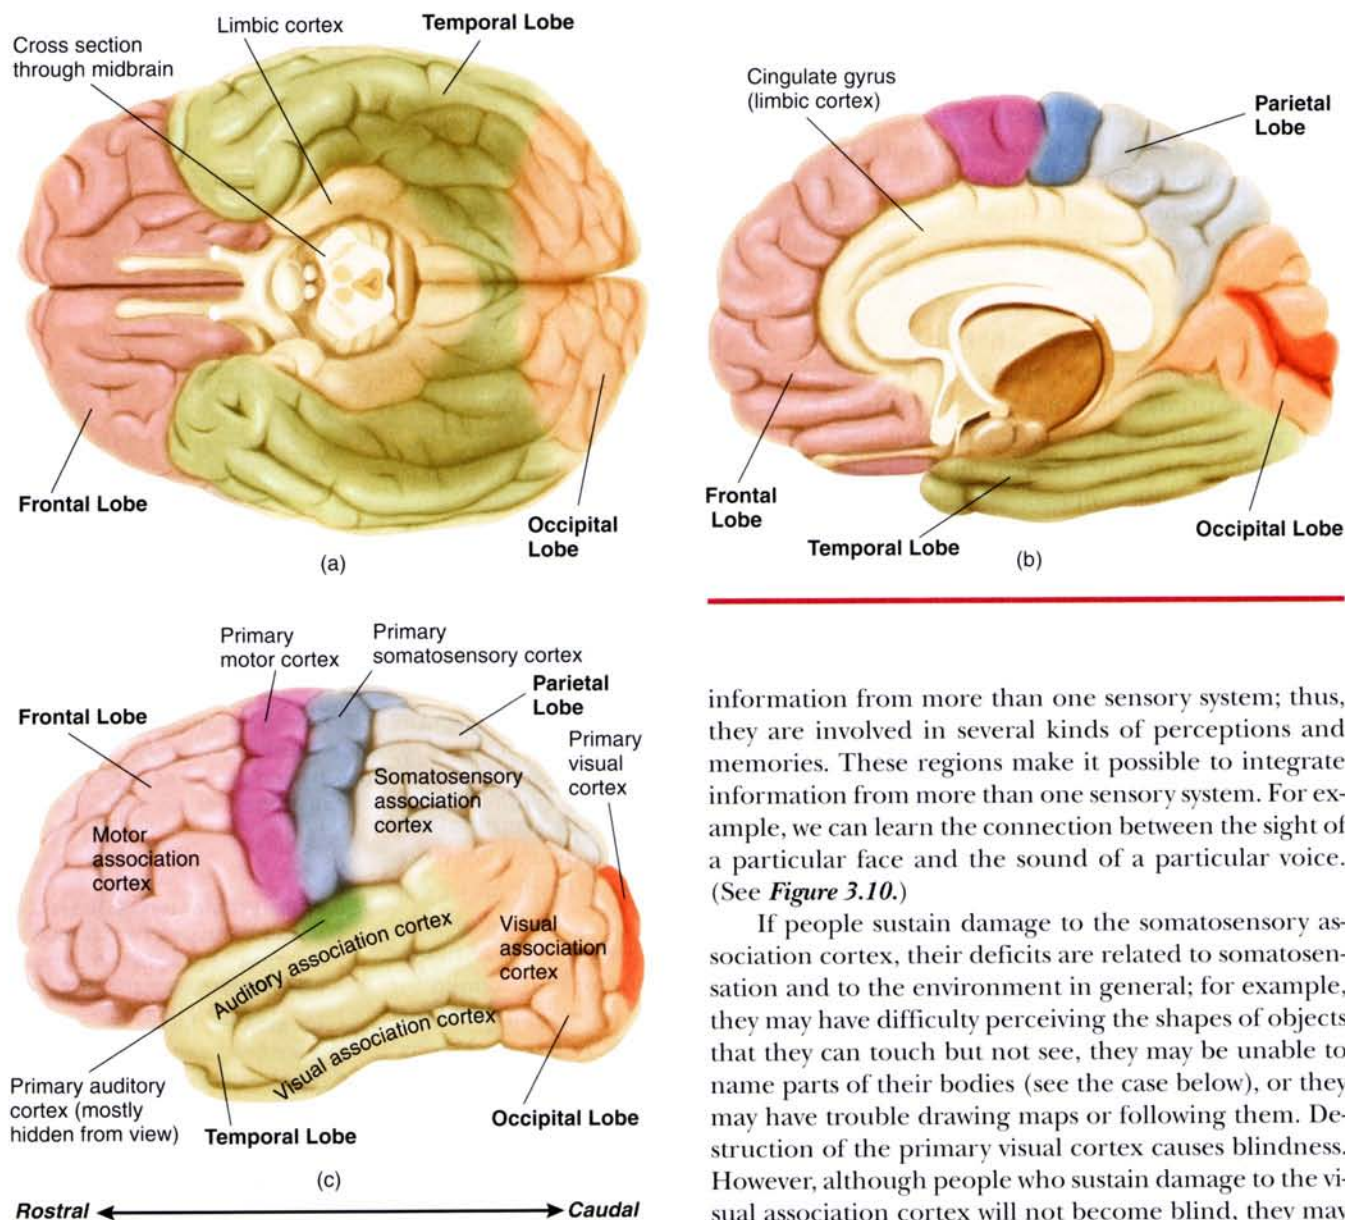 Cross section
through midbrain
Limbic cortex
Temporal Lobe
Frontal Lobe
Occipital
Lobe
(a)
Cingulate gyrus
(limbic cortex)
Parietal
Lobe
Frontal
Lobe
Temporal Lobe
Occipital Lobe
(b)
Primary
motor cortex
Primary
somatosensory cortex
Frontal Lobe
Parietal
Lobe
Primary
visual
cortex
Somatosensory
association
cortex
Motor
association
cortex
Auditory association cortex
Visual
association
cortex
Visual association cortex
Primary auditory
cortex (mostly
hidden from view)
Temporal Lobe
Occipital Lobe
(c)
Rostral
Caudal
information from more than one sensory system; thus,
they are involved in several kinds of perceptions and
memories. These regions make it possible to integrate
information from more than one sensory system. For ex-
ample, we can learn the connection between the sight of
a particular face and the sound of a particular voice.
(See Figure 3.10.)
If people sustain damage to the somatosensory as-
sociation cortex, their deficits are related to somatosen-
sation and to the environment in general; for example,
they may have difficulty perceiving the shapes of objects
that they can touch but not see, they may be unable to
name parts of their bodies (see the case below), or they
may have trouble drawing maps or following them. De-
struction of the primary visual cortex causes blindness.
However, although people who sustain damage to the vi-
sual association cortex will not become blind, they may